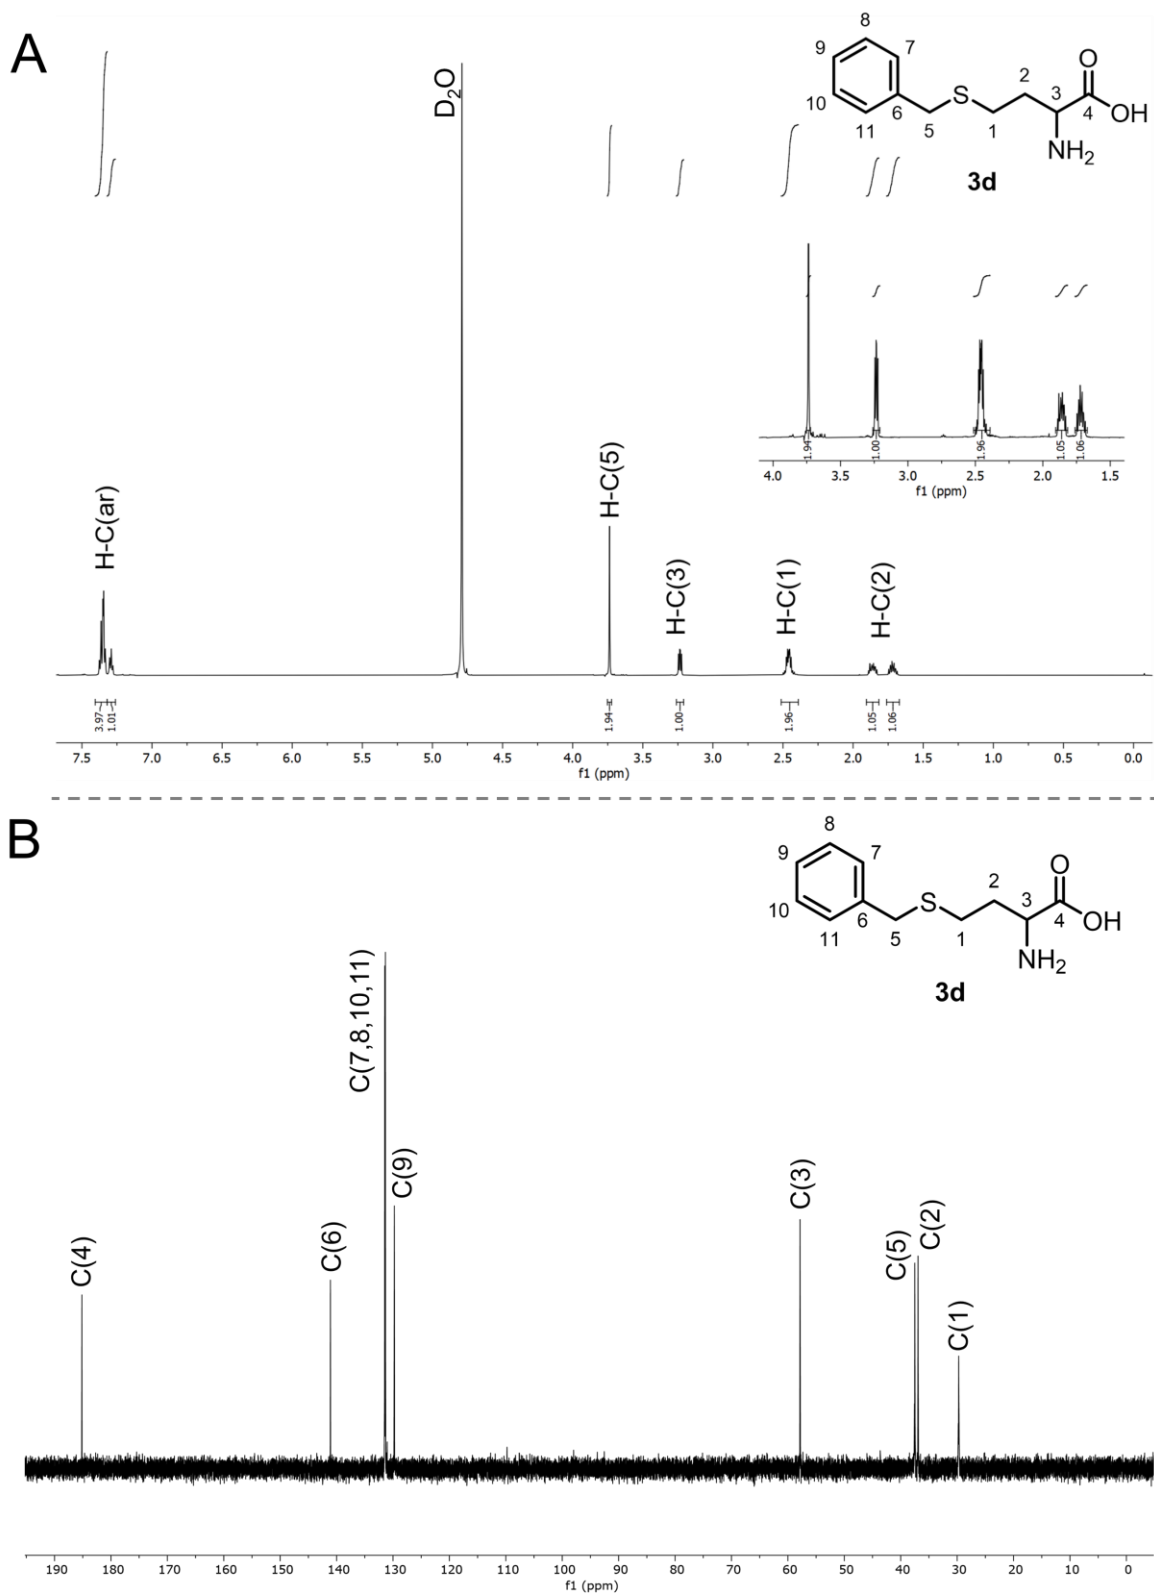 A
8
9
7
10
11
6
5
S
1
2
3
4
O
OH
NH2
3d
D2O
H-C(ar)
H-C(5)
H-C(3)
H-C(1)
H-C(2)
1.94
1.00
1.96
1.05
1.06
4.0 3.5 3.0 2.5 2.0 1.5
f1 (ppm)
3.97
1.01
1.94
1.00
1.96
1.05
1.06
7.5 7.0 6.5 6.0 5.5 5.0 4.5 4.0 3.5 3.0 2.5 2.0 1.5 1.0 0.5 0.0
f1 (ppm)
B
8
9
7
10
11
6
5
S
1
2
3
4
O
OH
NH2
3d
C(4)
C(6)
C(7,8,10,11)
C(9)
C(3)
C(5)
C(2)
C(1)
190 180 170 160 150 140 130 120 110 100 90 80 70 60 50 40 30 20 10 0
f1 (ppm)